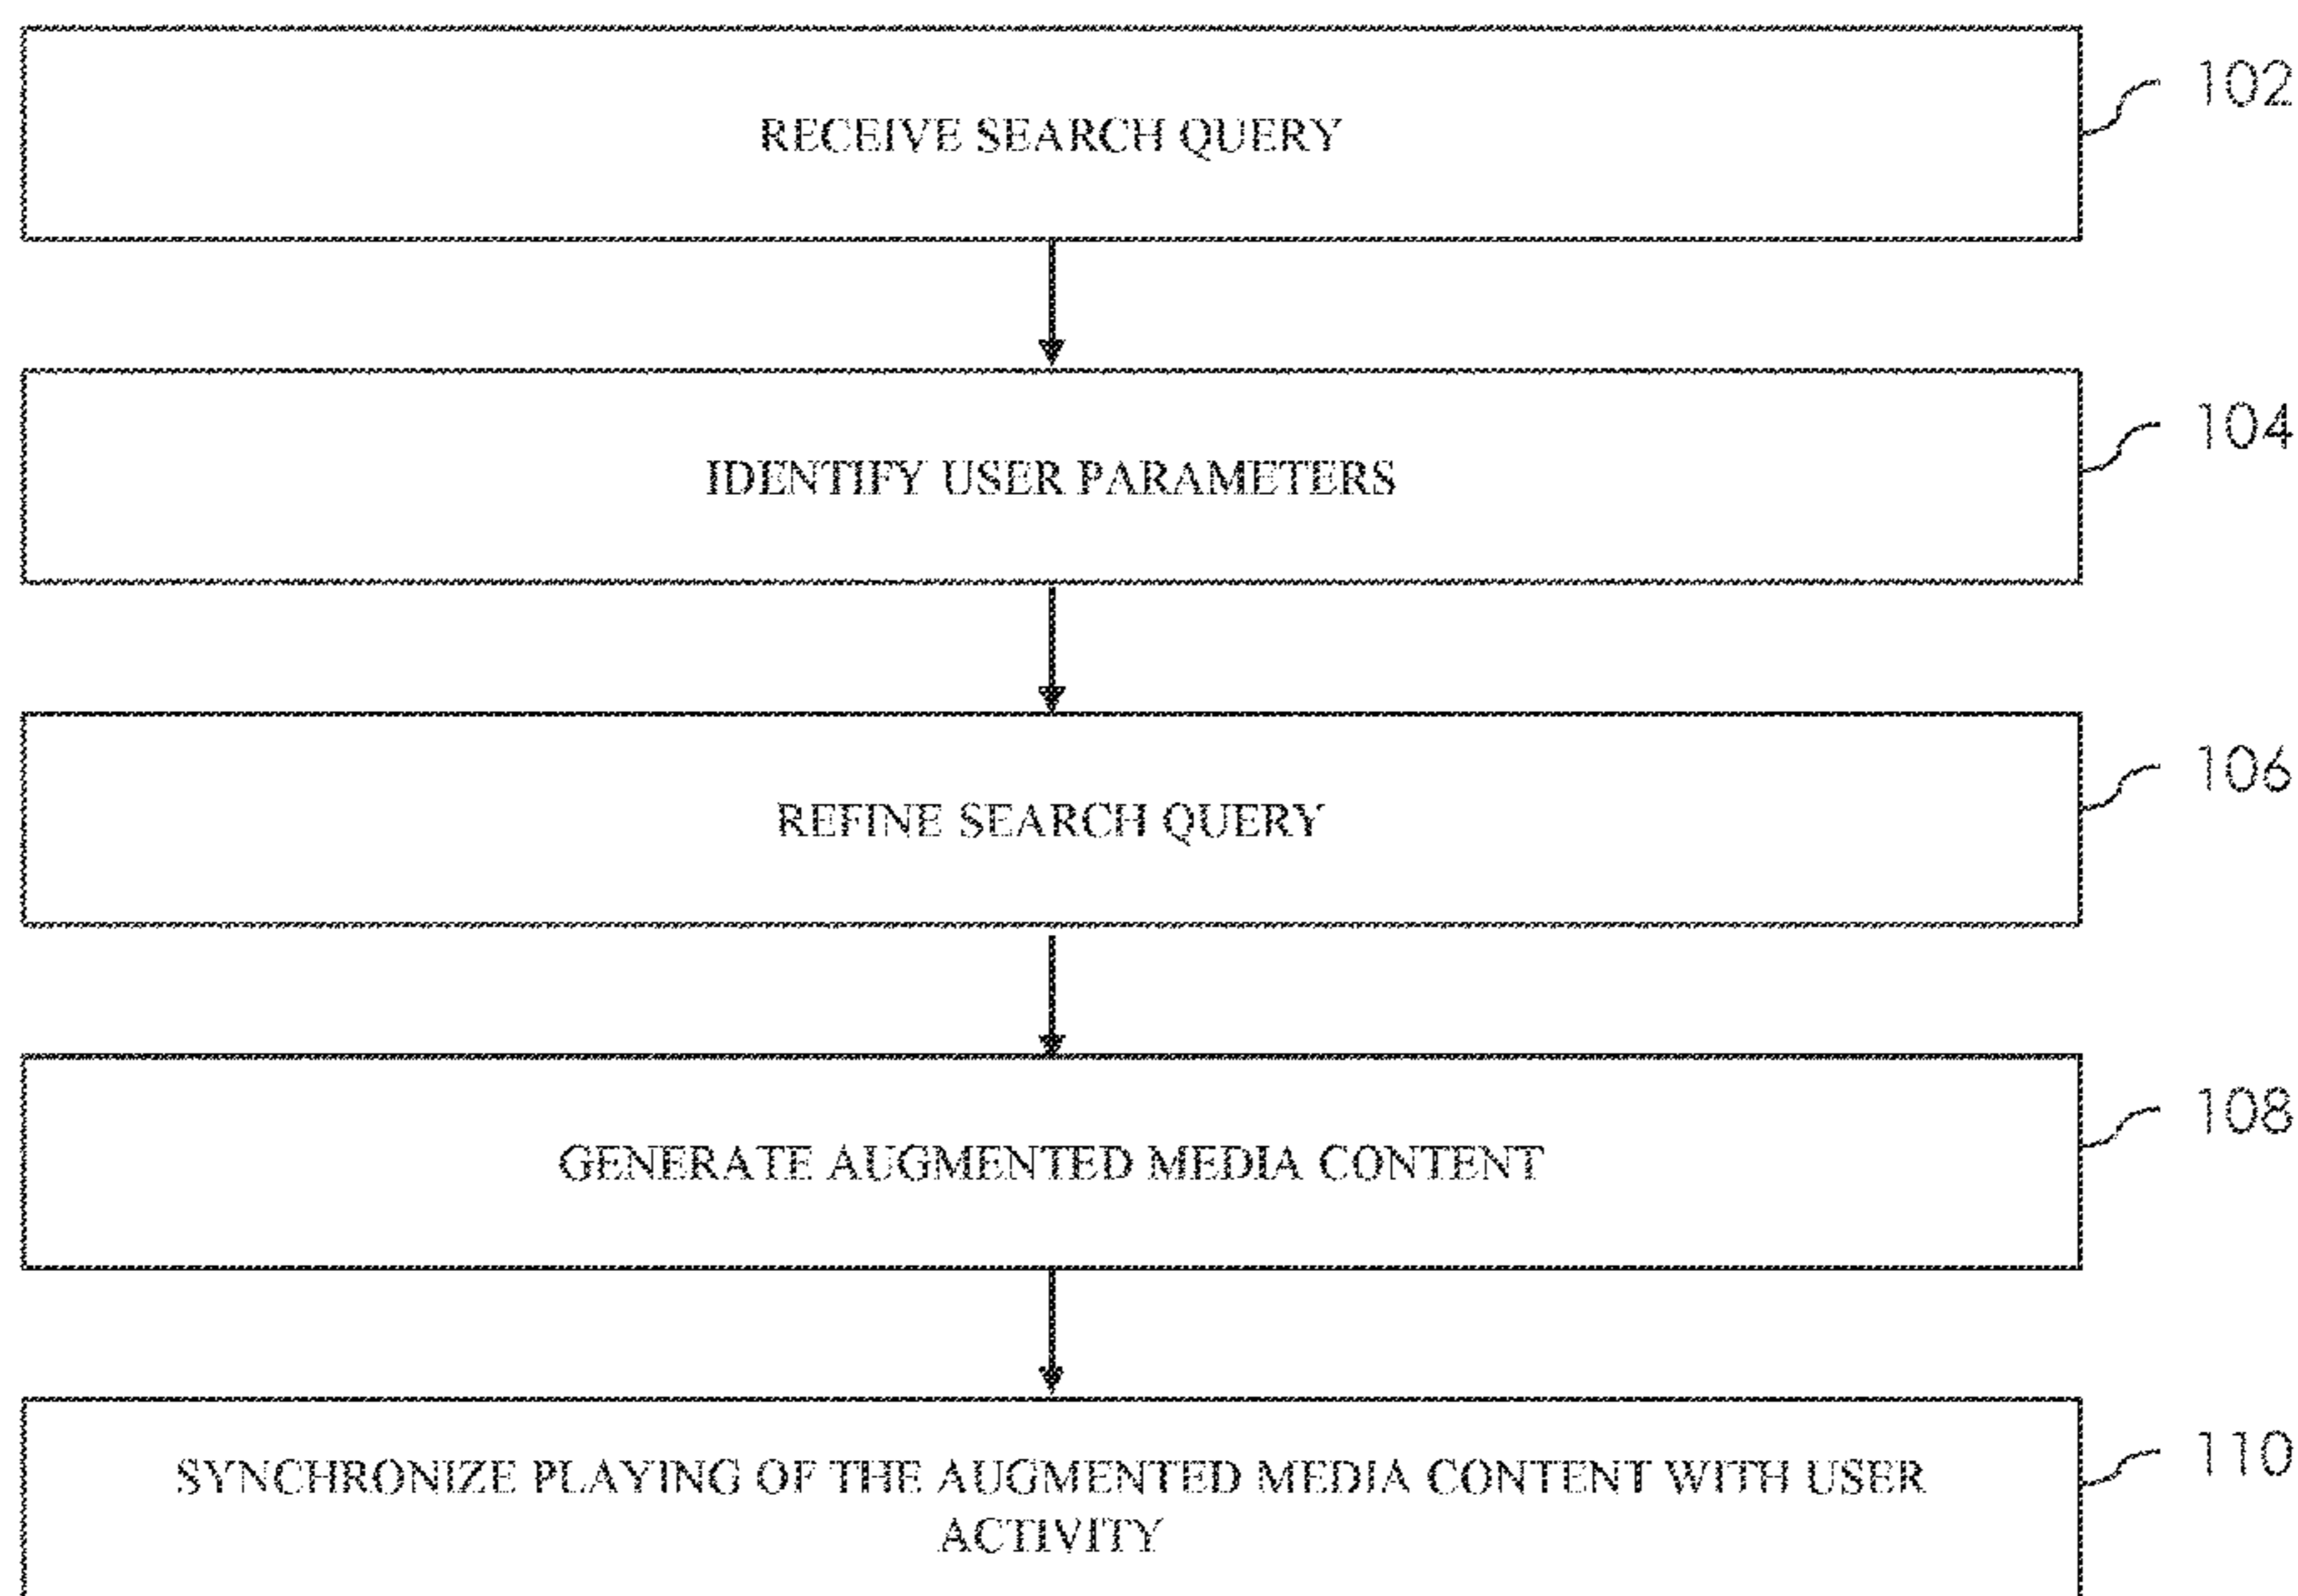 RECEIVE SEARCH QUERY
102
IDENTIFY USER PARAMETERS
104
REFINE SEARCH QUERY
106
GENERATE AUGMENTED MEDIA CONTENT
108
SYNCHRONIZE PLAYING OF THE AUGMENTED MEDIA CONTENT WITH USER
ACTIVITY
110